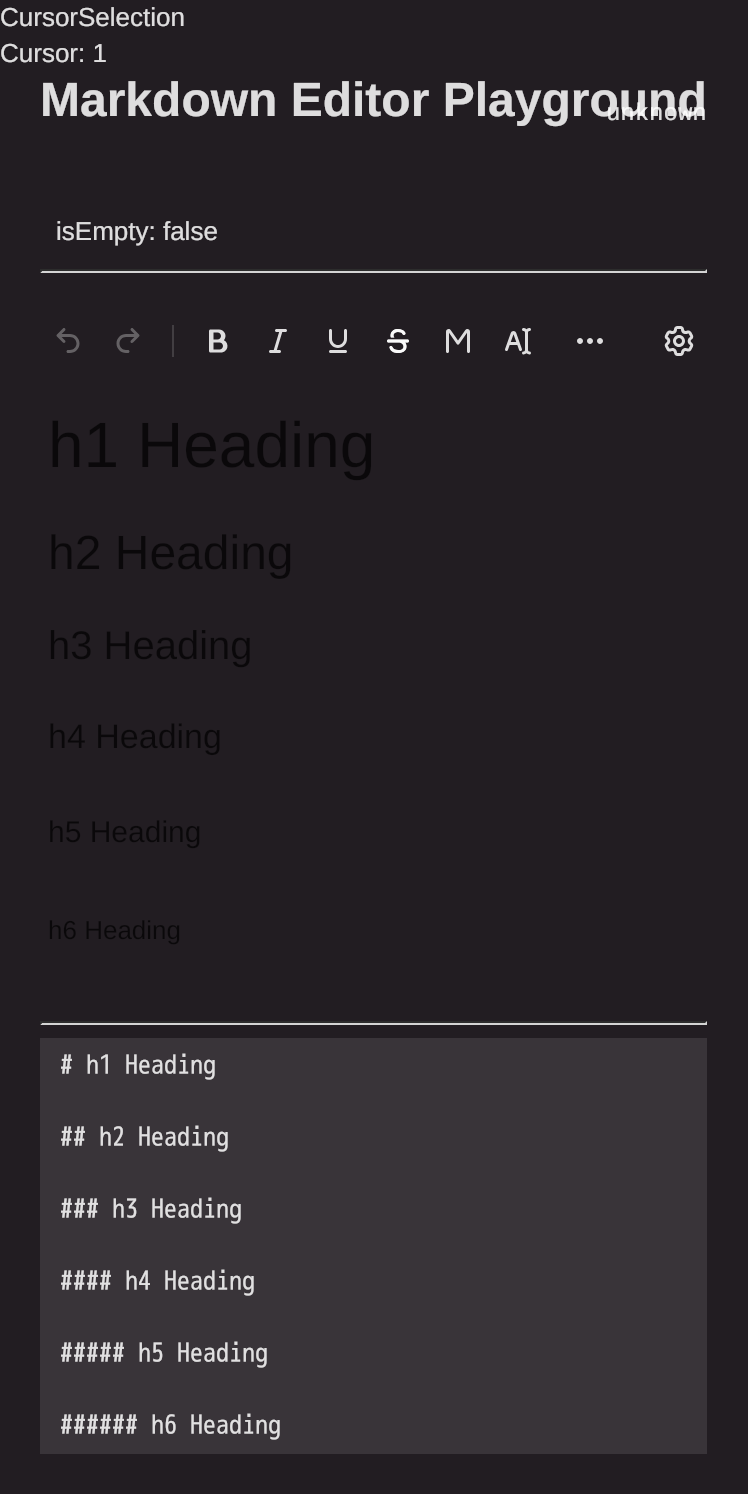 CursorSelection
Cursor: 1
Markdown Editor Playground
unknown
isEmpty: false
B I U S M A
h1 Heading
h2 Heading
h3 Heading
h4 Heading
h5 Heading
h6 Heading
# h1 Heading
## h2 Heading
### h3 Heading
#### h4 Heading
##### h5 Heading
###### h6 Heading